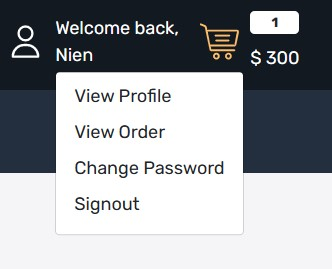 Welcome back,
Nien
1
$ 300
View Profile
View Order
Change Password
Signout